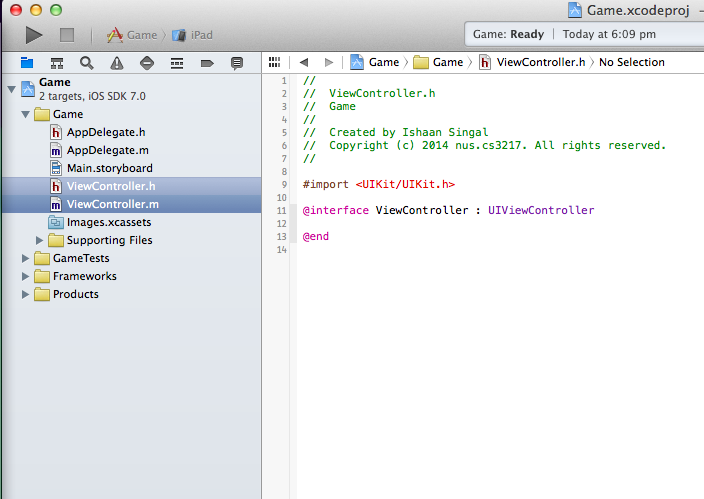 Game.xcodeproj
Game
iPad
Game: Ready | Today at 6:09 pm
Game
2 targets, iOS SDK 7.0
Game
AppDelegate.h
AppDelegate.m
Main.storyboard
ViewController.h
ViewController.m
Images.xcassets
Supporting Files
GameTests
Frameworks
Products
Game
Game
ViewController.h
No Selection
1 //
2 //  ViewController.h
3 //  Game
4 //
5 //  Created by Ishaan Singal
6 //  Copyright (c) 2014 nus.cs3217. All rights reserved.
7 //
8
9 #import <UIKit/UIKit.h>
10
11 @interface ViewController : UIViewController
12
13 @end
14